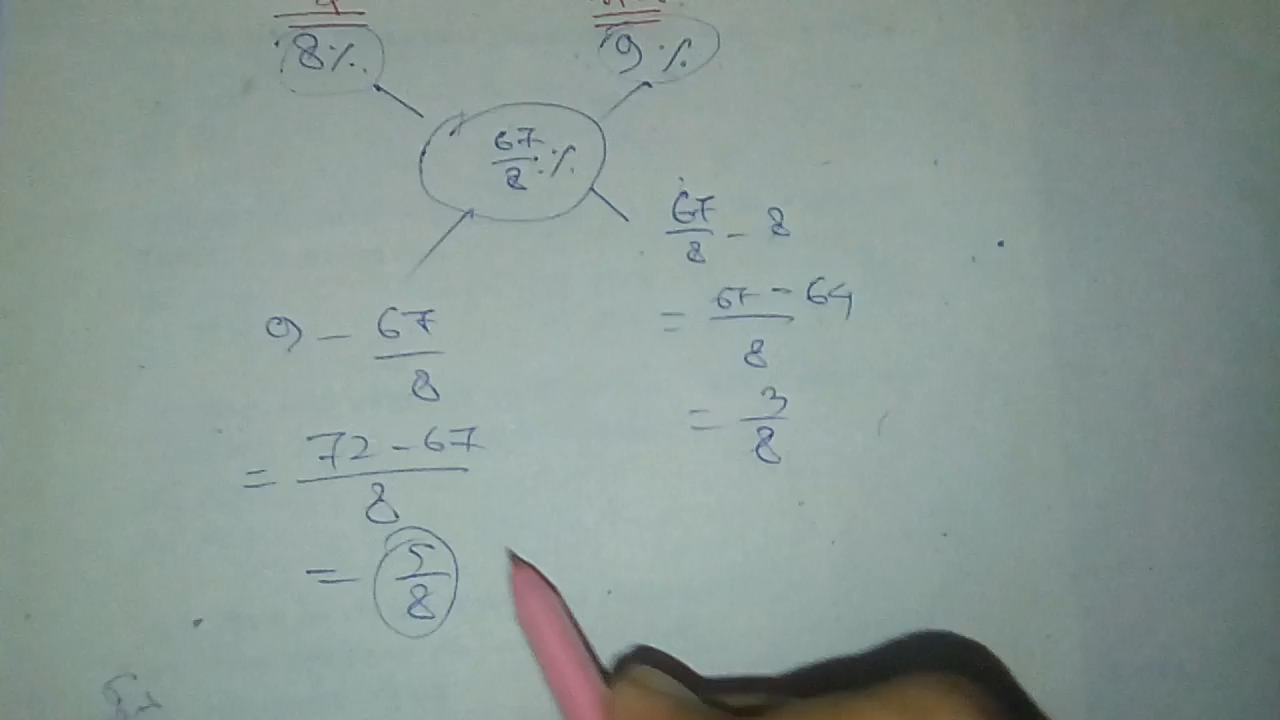 8% 9%
67/8 %
67/8 - 8
= 67 - 64 / 8
9 - 67/8
= 3/8
= 72 - 67 / 8
= 5/8